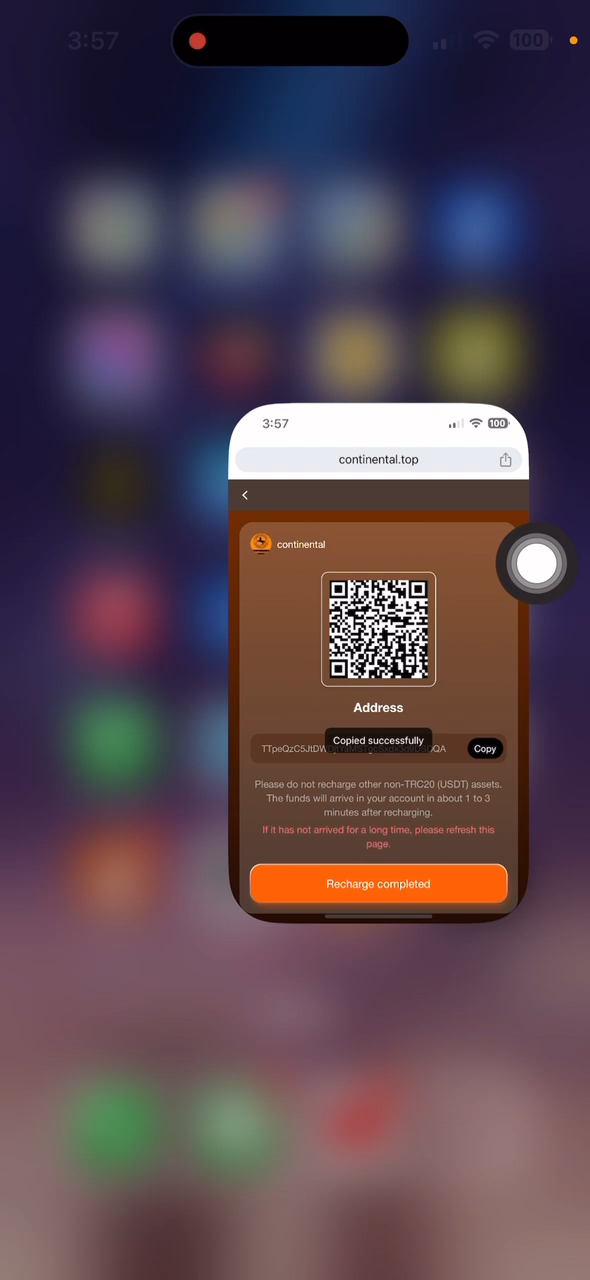 3:57
100
3:57
100
continental.top
continental
Address
Copied successfully
TTpeQzC5JtDW
QA
Copy
Please do not recharge other non-TRC20 (USDT) assets.
The funds will arrive in your account in about 1 to 3
minutes after recharging.
If it has not arrived for a long time, please refresh this
page.
Recharge completed